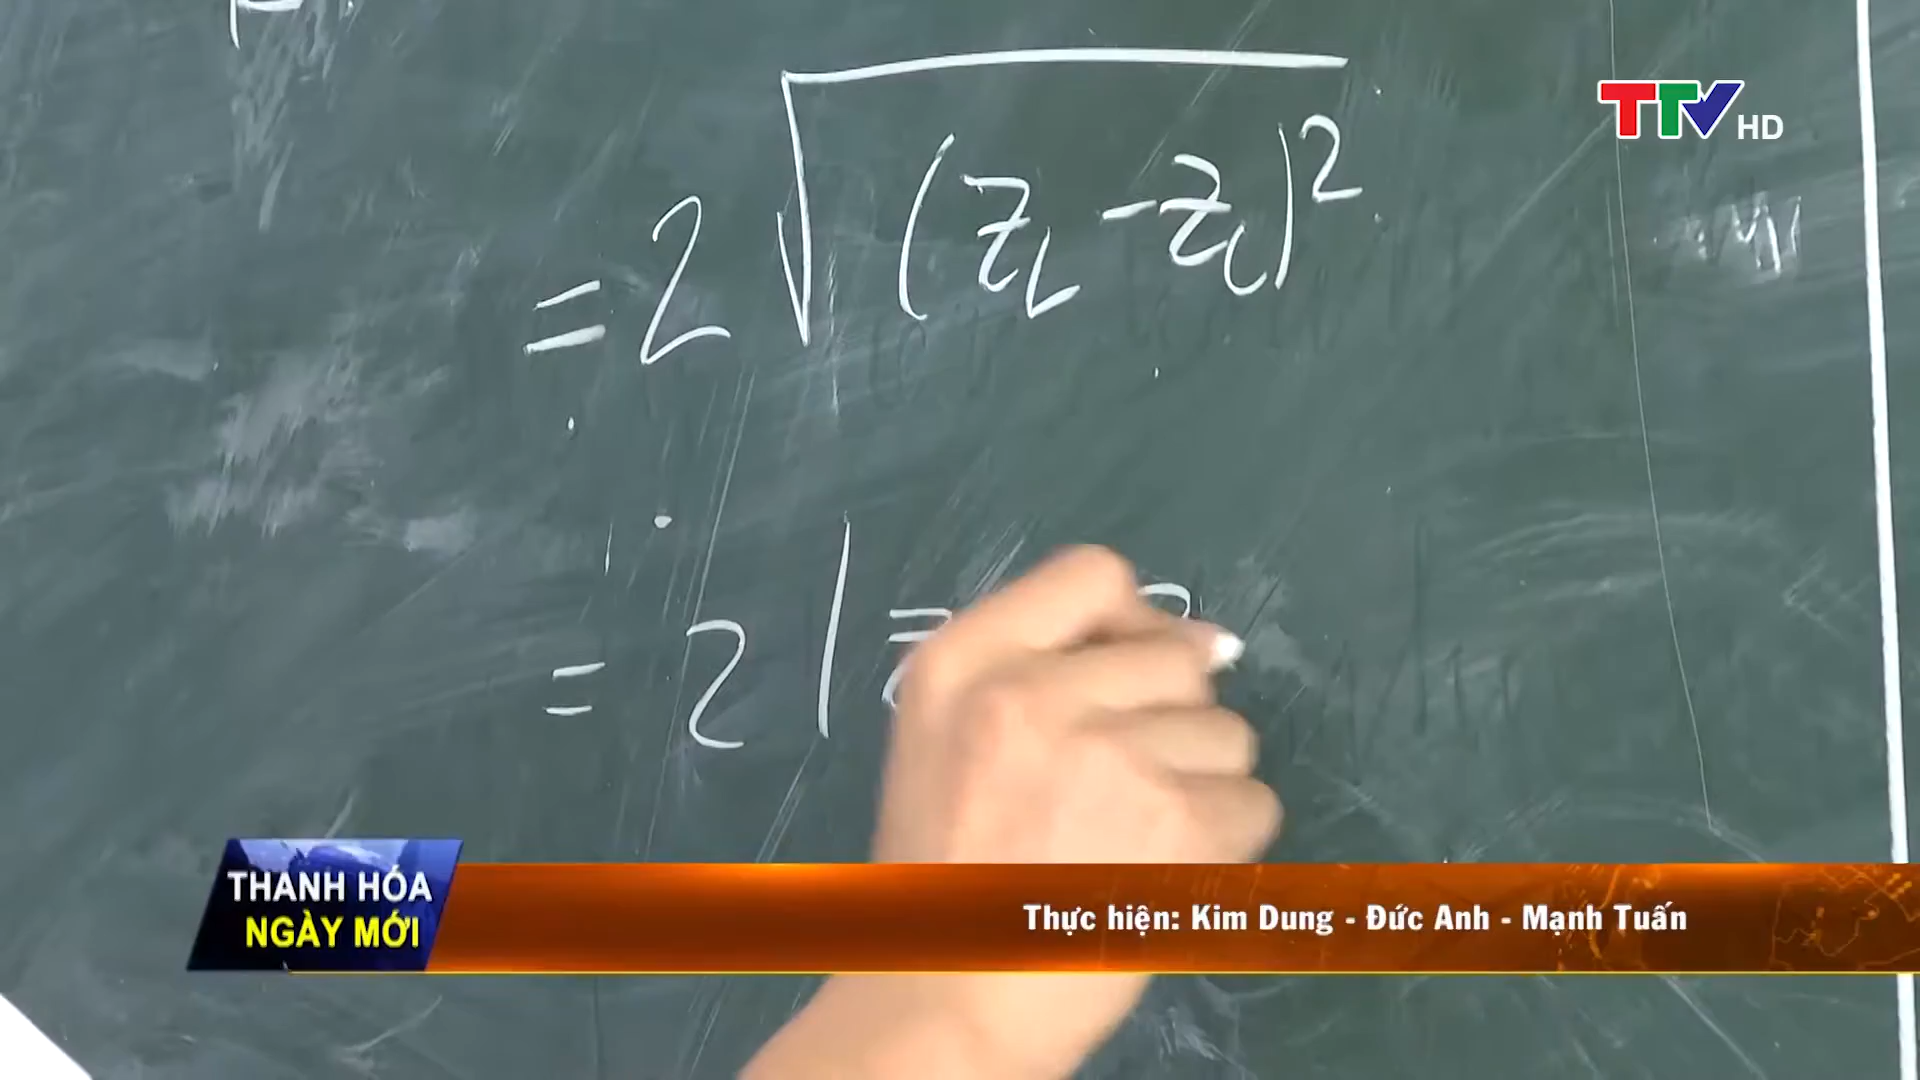 TTV HD
= 2 √(Z_L - Z_C)²
= 2 |
THANH HÓA
NGÀY MỚI
Thực hiện: Kim Dung - Đức Anh - Mạnh Tuấn